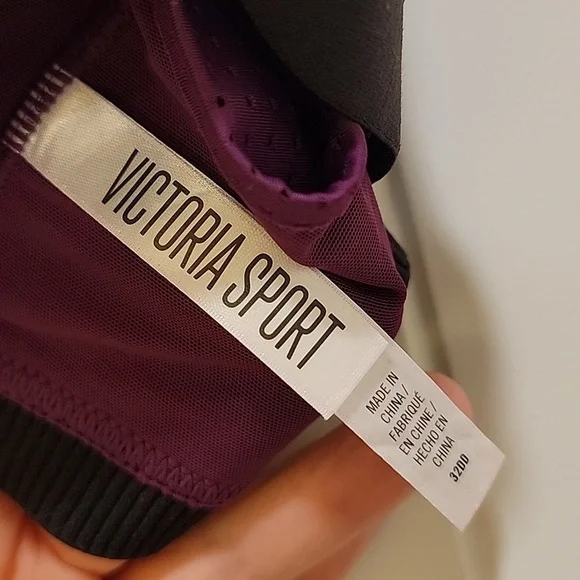 VICTORIA SPORT
MADE IN
CHINA /
FABRIQUÉ
EN CHINE /
HECHO EN
CHINA
32DD